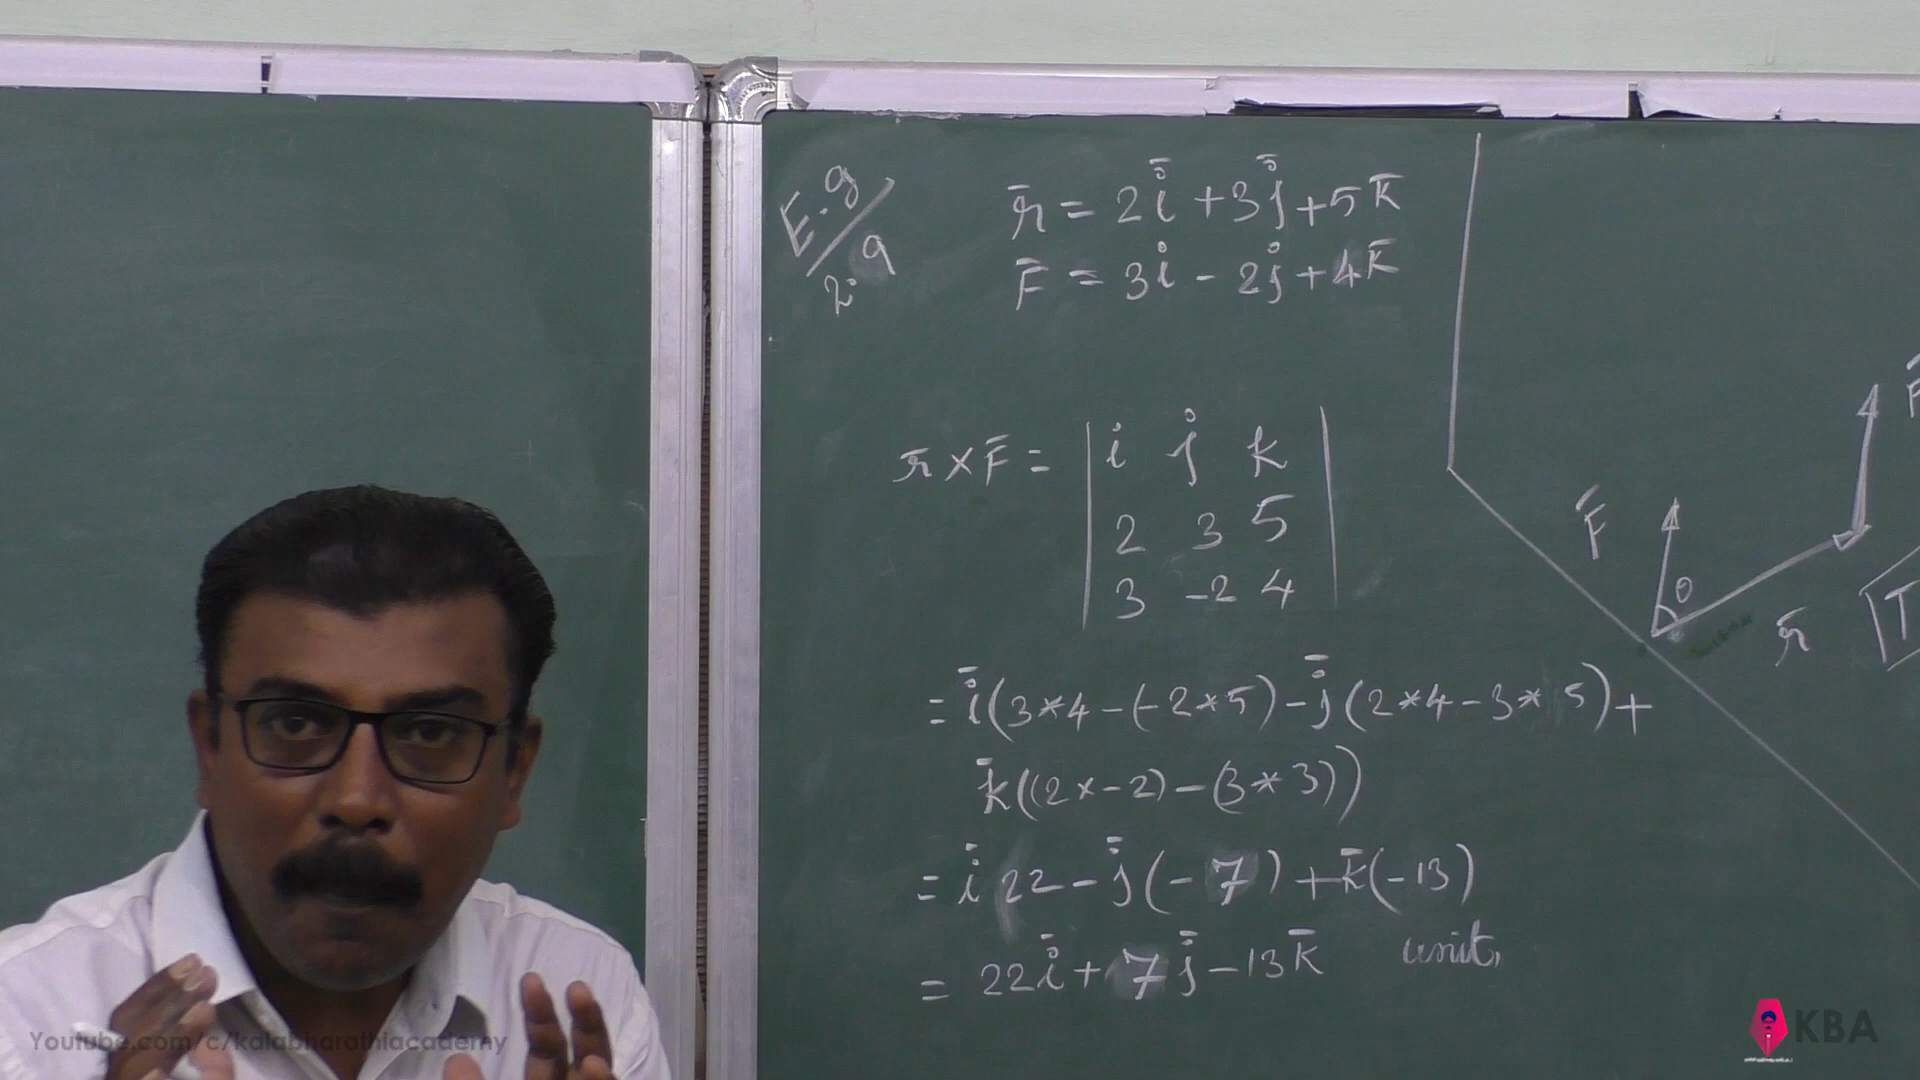 E.g/2.a
r̄ = 2ī + 3j̄ + 5k̄
F̄ = 3i - 2j + 4k̄
r̄ × F̄ = | i j k |
| 2 3 5 |
| 3 -2 4 |
= ī(3*4 - (-2*5) - j̄(2*4 - 3*5) +
k̄((2×-2) - (3*3))
= ī 22 - j̄(-7) + k̄(-13)
= 22ī + 7j̄ - 13k̄ unit,
F̄
θ
r̄
F̄
T
Youtube.com/c/kalabharathiacademy
KBA